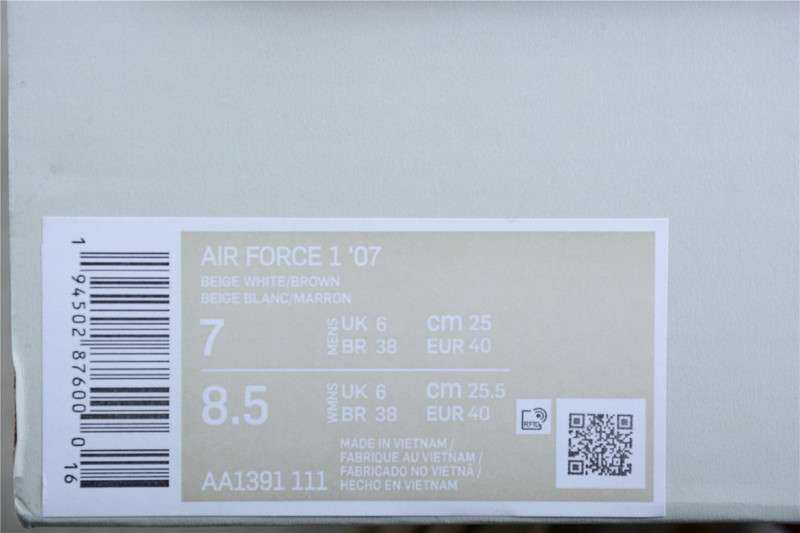 1 94502 87600 0 16
AIR FORCE 1 '07
BEIGE WHITE/BROWN
BEIGE BLANC/MARRON
7 MENS UK 6 cm 25
BR 38 EUR 40
8.5 WMNS UK 6 cm 25.5
BR 38 EUR 40
RFID
MADE IN VIETNAM /
FABRIQUE AU VIETNAM /
FABRICADO NO VIETNÃ /
HECHO EN VIETNAM
AA1391 111